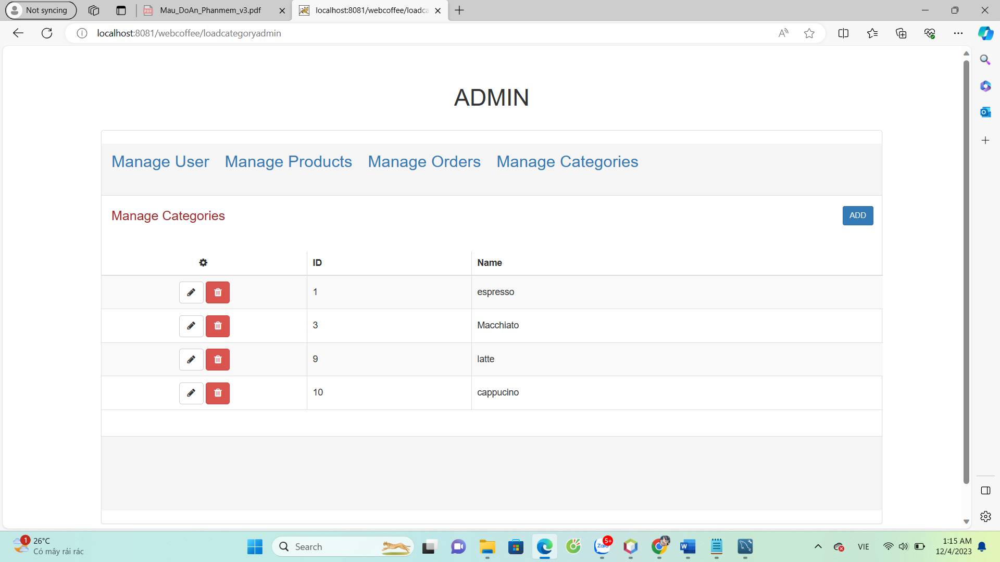 Not syncing
Mau_DoAn_Phanmem_v3.pdf
localhost:8081/webcoffee/loadca
localhost:8081/webcoffee/loadcategoryadmin
ADMIN
Manage User Manage Products Manage Orders Manage Categories
Manage Categories
ADD
ID Name
1 espresso
3 Macchiato
9 latte
10 cappucino
1
26°C
Có mây rải rác
Search
5+
Zalo
VIE
1:15 AM
12/4/2023